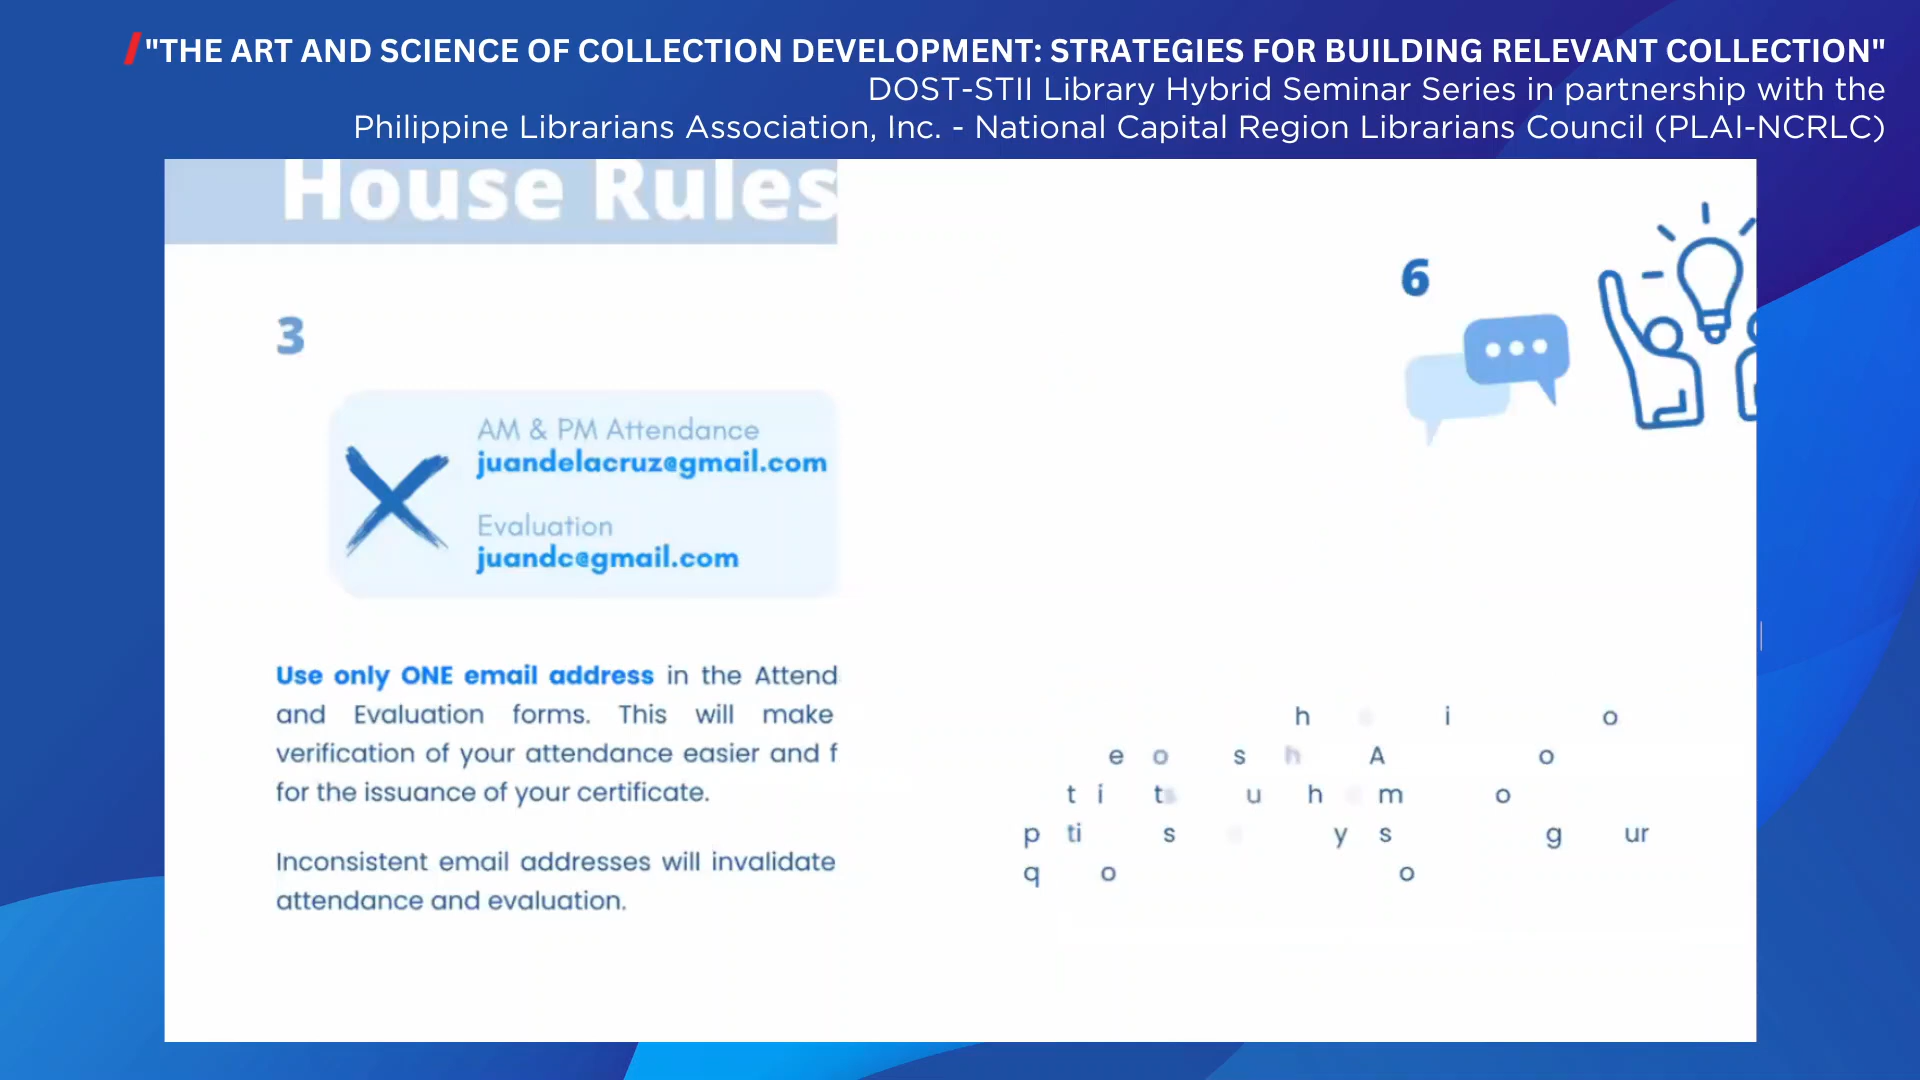 "THE ART AND SCIENCE OF COLLECTION DEVELOPMENT: STRATEGIES FOR BUILDING RELEVANT COLLECTION"
DOST-STII Library Hybrid Seminar Series in partnership with the
Philippine Librarians Association, Inc. - National Capital Region Librarians Council (PLAI-NCRLC)
House Rules
3
AM & PM Attendance
juandelacruz@gmail.com
Evaluation
juandc@gmail.com
Use only ONE email address in the Attend
and Evaluation forms. This will make
verification of your attendance easier and f
for the issuance of your certificate.
Inconsistent email addresses will invalidate
attendance and evaluation.
6